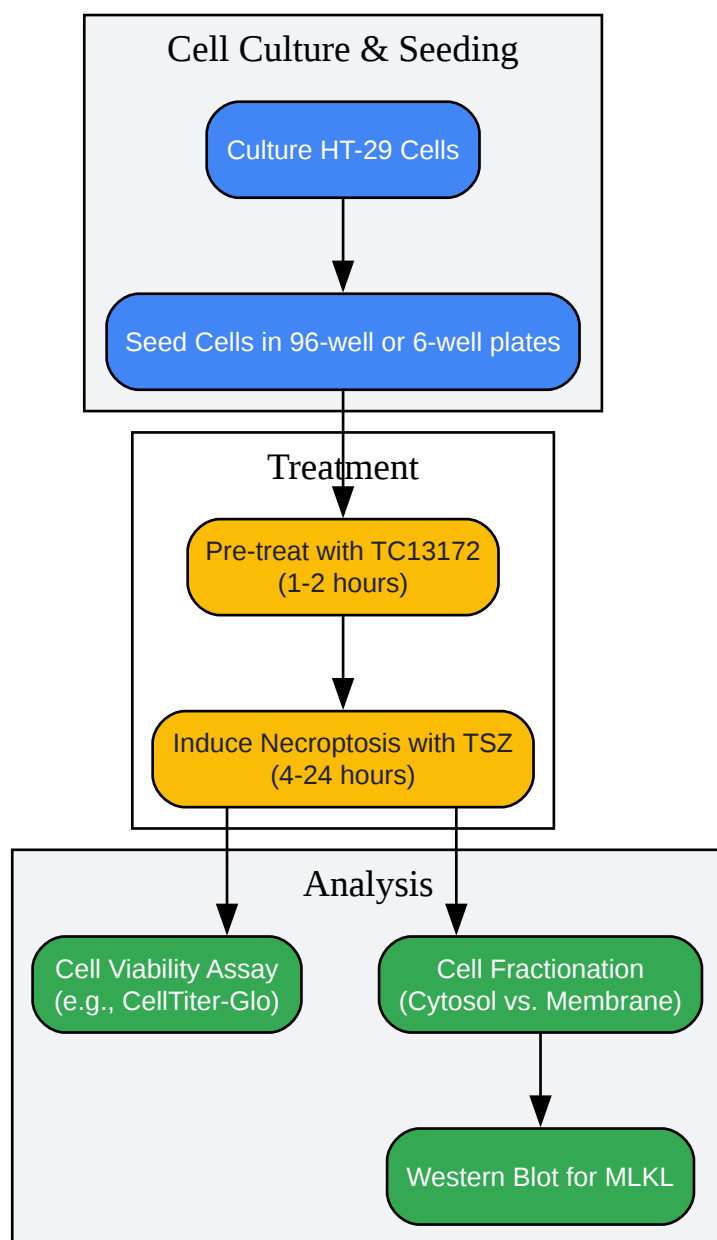 Cell Culture & Seeding
Culture HT-29 Cells
Seed Cells in 96-well or 6-well plates
Treatment
Pre-treat with TC13172
(1-2 hours)
Induce Necroptosis with TSZ
(4-24 hours)
Analysis
Cell Viability Assay
(e.g., CellTiter-Glo)
Cell Fractionation
(Cytosol vs. Membrane)
Western Blot for MLKL